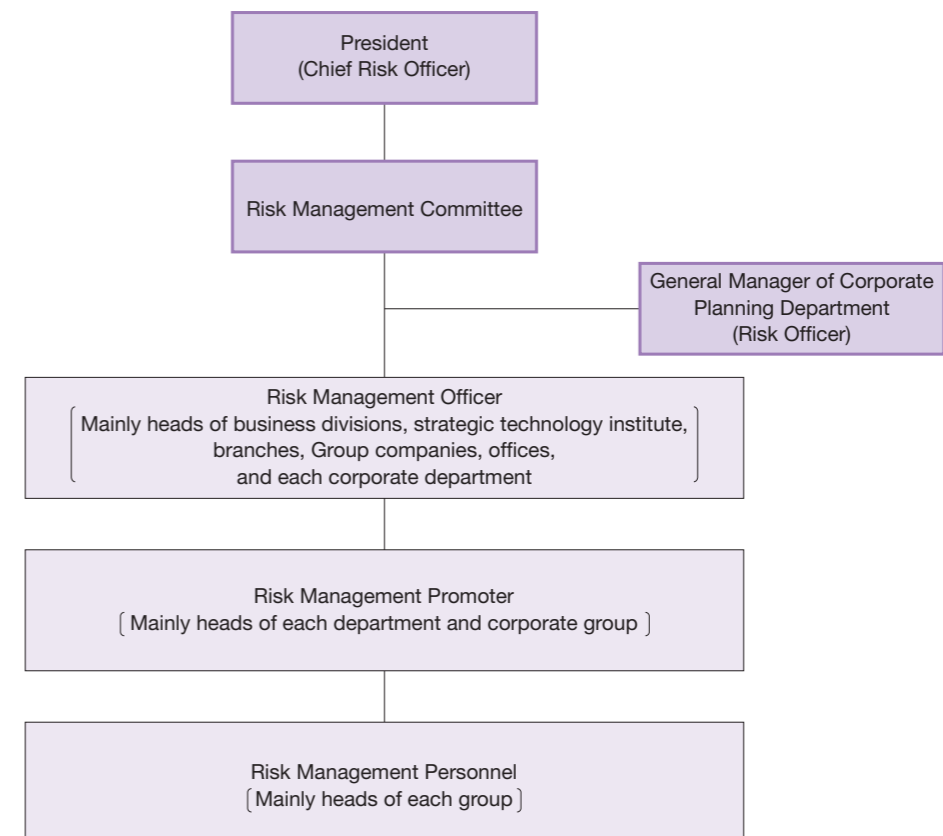 President
(Chief Risk Officer)
Risk Management Committee
General Manager of Corporate
Planning Department
(Risk Officer)
Risk Management Officer
Mainly heads of business divisions, strategic technology institute,
branches, Group companies, offices,
and each corporate department
Risk Management Promoter
[Mainly heads of each department and corporate group]
Risk Management Personnel
[Mainly heads of each group]